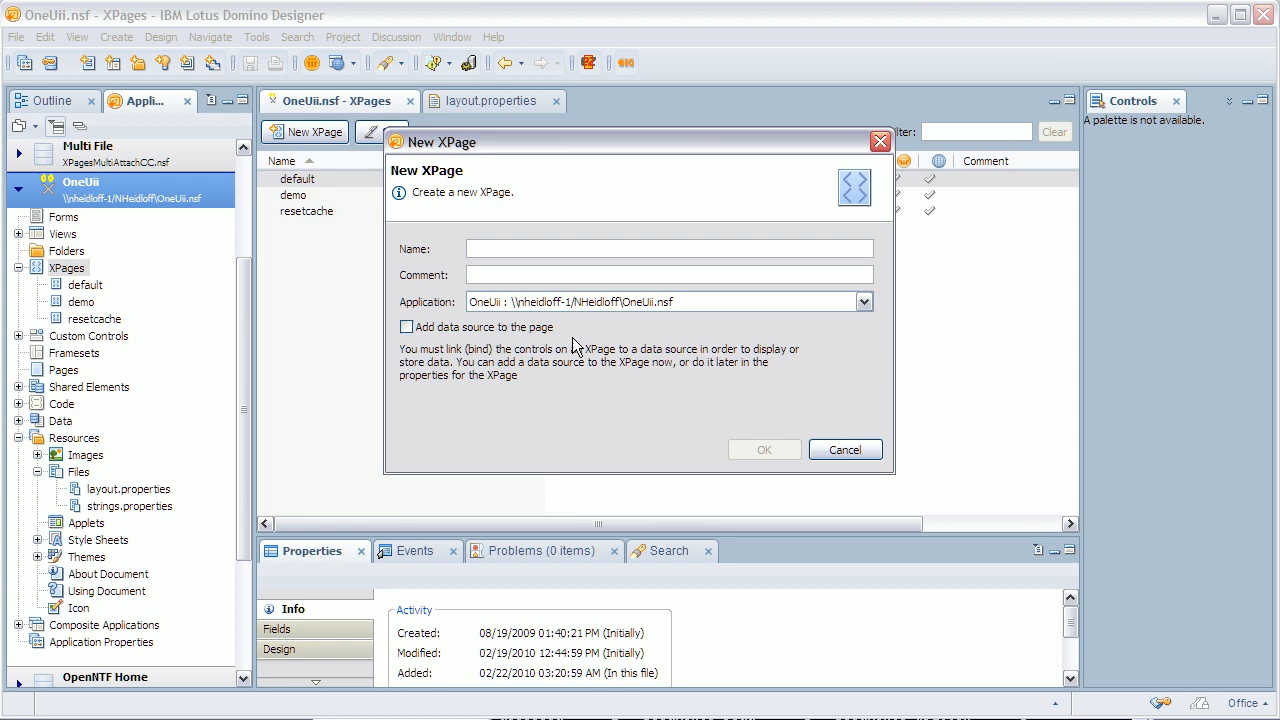 OneUii.nsf - XPages - IBM Lotus Domino Designer
File Edit View Create Design Navigate Tools Search Project Discussion Window Help
Outline
Appli...
OneUii.nsf - XPages
layout.properties
Controls
A palette is not available.
New XPage
lter:
Clear
Name
Comment
default
demo
resetcache
Multi File
XPagesMultiAttachCC.nsf
OneUii
\\nheidloff-1/NHeidloff\OneUii.nsf
Forms
Views
Folders
XPages
default
demo
resetcache
Custom Controls
Framesets
Pages
Shared Elements
Code
Data
Resources
Images
Files
layout.properties
strings.properties
Applets
Style Sheets
Themes
About Document
Using Document
Icon
Composite Applications
Application Properties
OpenNTF Home
New XPage
New XPage
Create a new XPage.
Name:
Comment:
Application: OneUii : \\nheidloff-1/NHeidloff\OneUii.nsf
Add data source to the page
You must link (bind) the controls on XPage to a data source in order to display or
store data. You can add a data source to the XPage now, or do it later in the
properties for the XPage
OK
Cancel
Properties
Events
Problems (0 items)
Search
Info
Fields
Design
Activity
Created: 08/19/2009 01:40:21 PM (Initially)
Modified: 02/19/2010 12:44:59 PM (Initially)
Added: 02/22/2010 03:20:59 AM (In this file)
Office